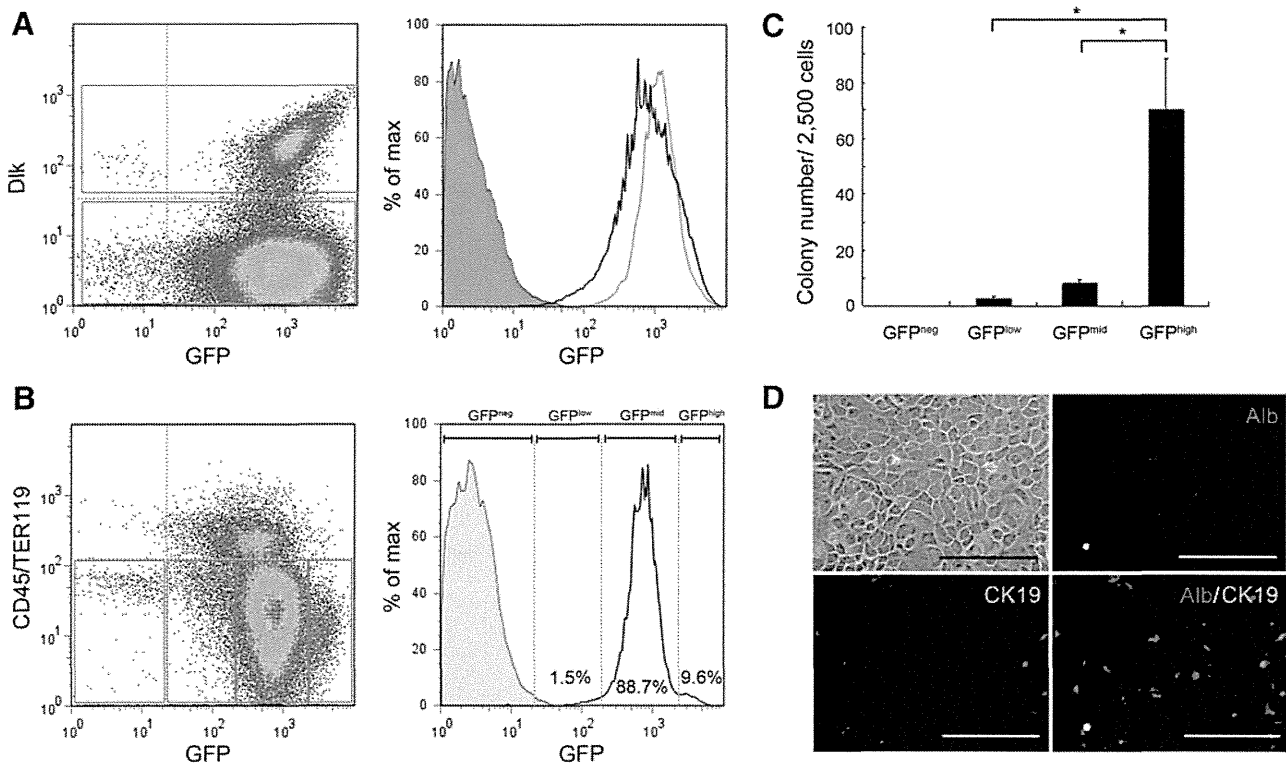 A
Dlk
10³
10²
10¹
10⁰
10⁰ 10¹ 10² 10³
GFP
% of max
100
80
60
40
20
0
10⁰ 10¹ 10² 10³
GFP
B
CD45/TER119
10³
10²
10¹
10⁰
10⁰ 10¹ 10² 10³
GFP
% of max
100
80
60
40
20
0
GFPneg GFPlow GFPmid GFPhigh
1.5% 88.7% 9.6%
10⁰ 10¹ 10² 10³
GFP
C
Colony number/ 2,500 cells
100
80
60
40
20
0
*
*
GFPneg GFPlow GFPmid GFPhigh
D
Alb
CK19
Alb/CK19